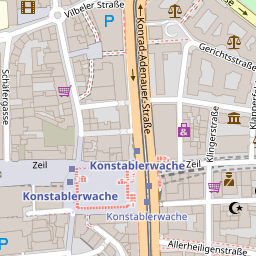 Vilbeler Straße
P
Konrad-Adenauer-Straße
Gerichtsstraße
Schäfergasse
Klingerstraße
Zeil
Konstablerwache
Zeil
Konstablerwache
Konstablerwache
Allerheiligenstraße
P